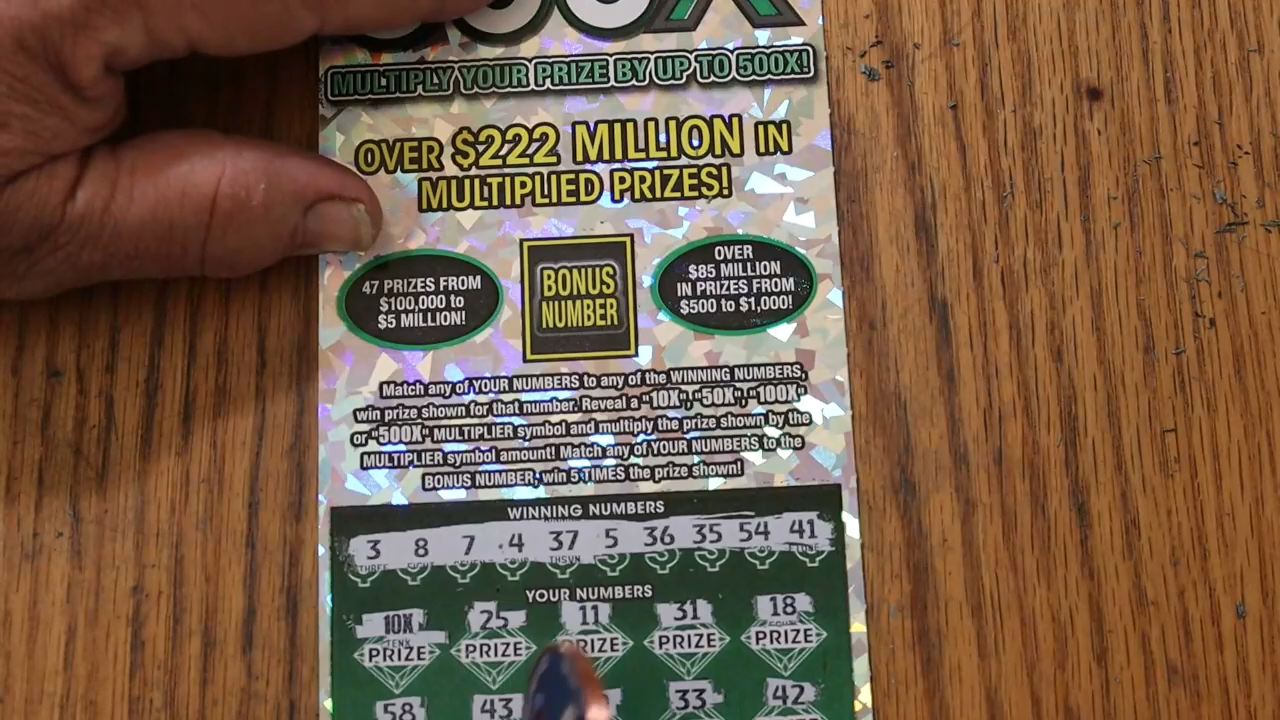 MULTIPLY YOUR PRIZE BY UP TO 500X!
OVER $222 MILLION IN
MULTIPLIED PRIZES!
47 PRIZES FROM
$100,000 to
$5 MILLION!
BONUS
NUMBER
OVER
$85 MILLION
IN PRIZES FROM
$500 to $1,000!
Match any of YOUR NUMBERS to any of the WINNING NUMBERS,
win prize shown for that number. Reveal a "10X", "50X", "100X"
or "500X" MULTIPLIER symbol and multiply the prize shown by the
MULTIPLIER symbol amount! Match any of YOUR NUMBERS to the
BONUS NUMBER, win 5 TIMES the prize shown!
WINNING NUMBERS
3 8 7 4 37 5 36 35 54 41
THREE
YOUR NUMBERS
10X 25 11 31 18
PRIZE PRIZE PRIZE PRIZE PRIZE
58 43 33 42